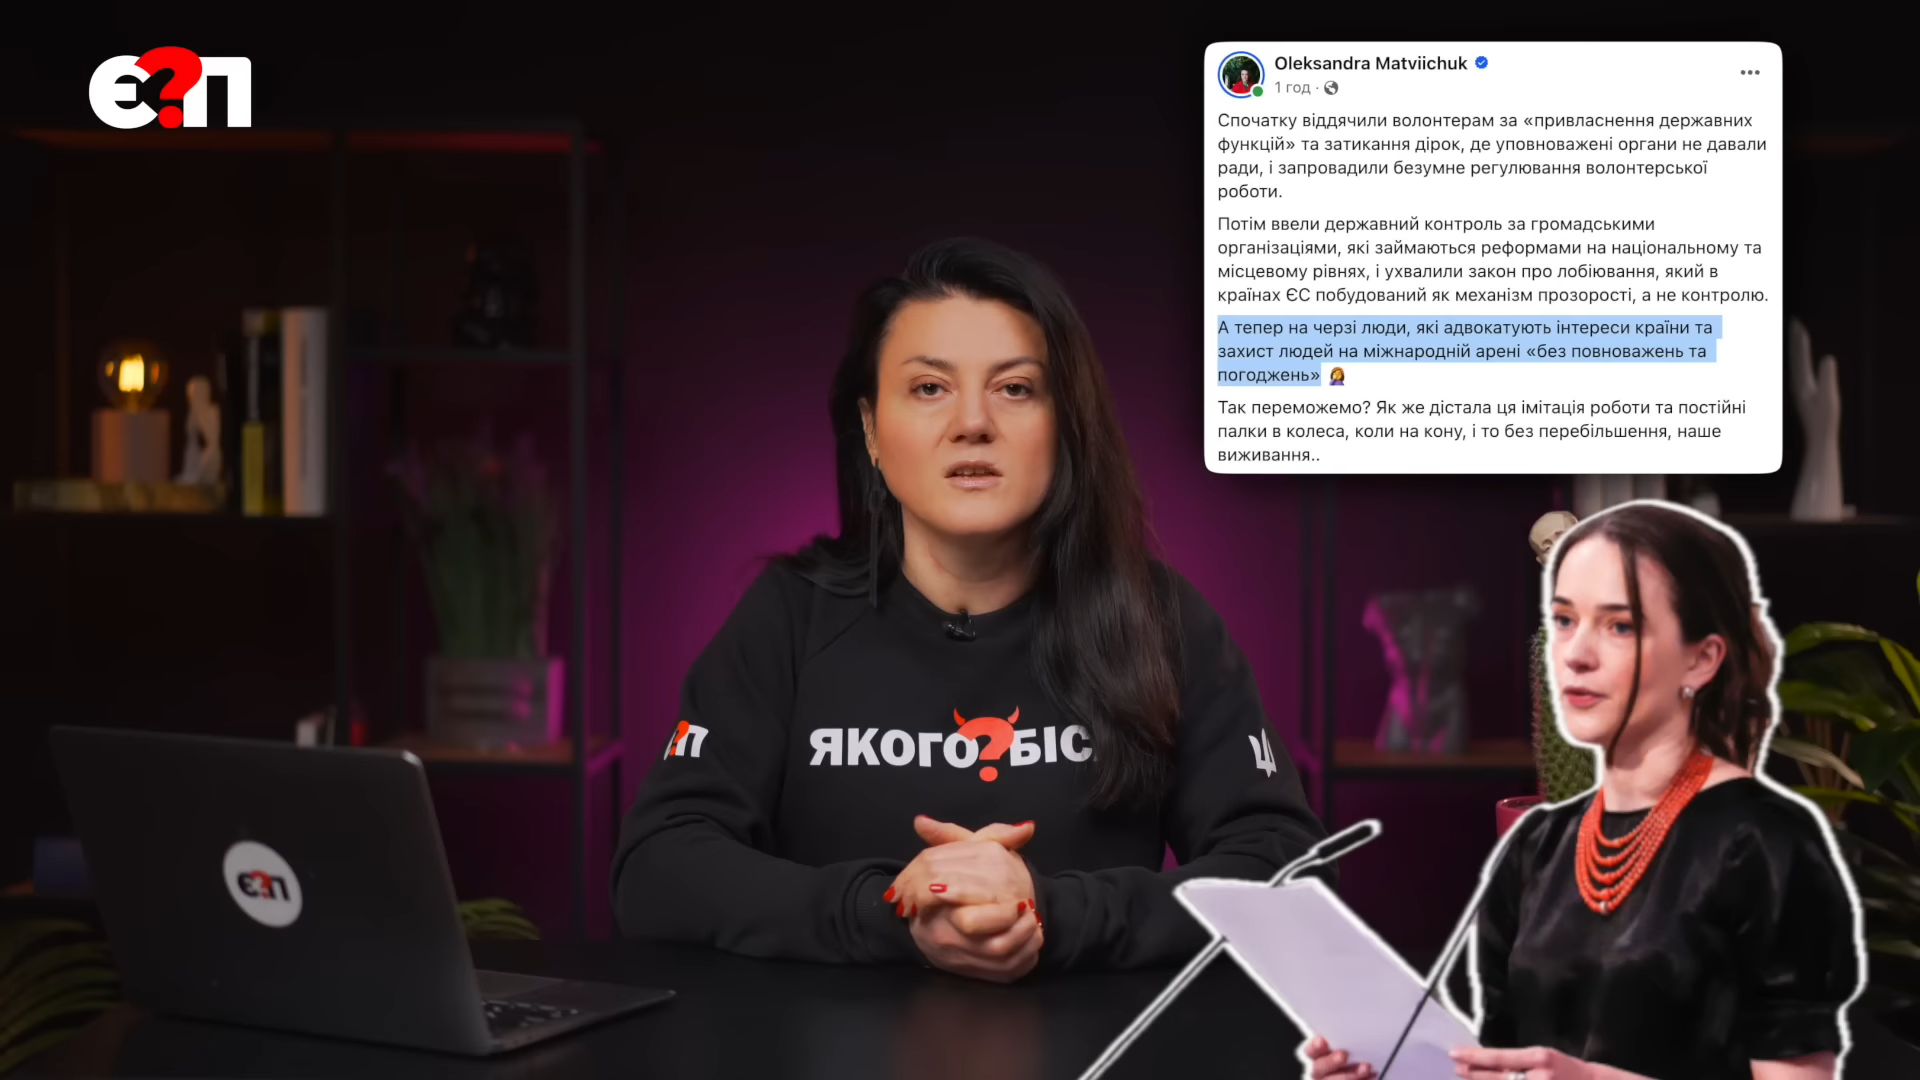 Є?П
Oleksandra Matviichuk
1 год ·
Спочатку віддячили волонтерам за «привласнення державних
функцій» та затикання дірок, де уповноважені органи не давали
ради, і запровадили безумне регулювання волонтерської
роботи.
Потім ввели державний контроль за громадськими
організаціями, які займаються реформами на національному та
місцевому рівнях, і ухвалили закон про лобіювання, який в
країнах ЄС побудований як механізм прозорості, а не контролю.
А тепер на черзі люди, які адвокатують інтереси країни та
захист людей на міжнародній арені «без повноважень та
погоджень» 🤦‍♀️
Так переможемо? Як же дістала ця імітація роботи та постійні
палки в колеса, коли на кону, і то без перебільшення, наше
виживання..
?П
ЯКОГО?БІС
Є?П